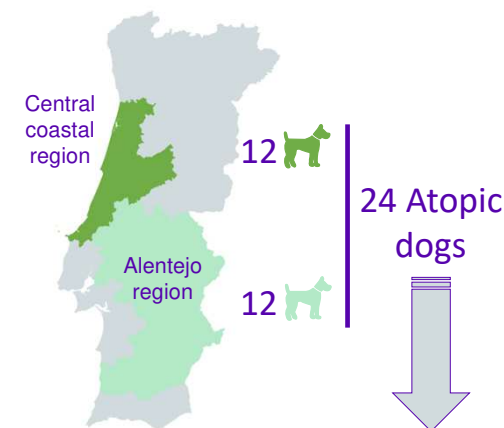 Central
coastal
region
12
24 Atopic
dogs
Alentejo
region
12